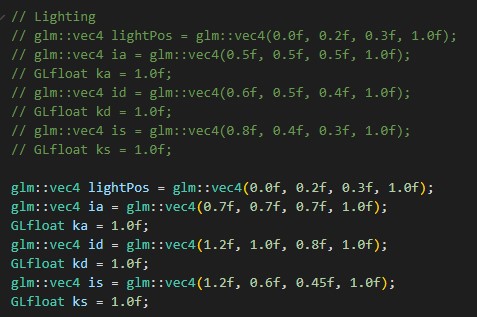 // Lighting
// glm::vec4 lightPos = glm::vec4(0.0f, 0.2f, 0.3f, 1.0f);
// glm::vec4 ia = glm::vec4(0.5f, 0.5f, 0.5f, 1.0f);
// GLfloat ka = 1.0f;
// glm::vec4 id = glm::vec4(0.6f, 0.5f, 0.4f, 1.0f);
// GLfloat kd = 1.0f;
// glm::vec4 is = glm::vec4(0.8f, 0.4f, 0.3f, 1.0f);
// GLfloat ks = 1.0f;
glm::vec4 lightPos = glm::vec4(0.0f, 0.2f, 0.3f, 1.0f);
glm::vec4 ia = glm::vec4(0.7f, 0.7f, 0.7f, 1.0f);
GLfloat ka = 1.0f;
glm::vec4 id = glm::vec4(1.2f, 1.0f, 0.8f, 1.0f);
GLfloat kd = 1.0f;
glm::vec4 is = glm::vec4(1.2f, 0.6f, 0.45f, 1.0f);
GLfloat ks = 1.0f;